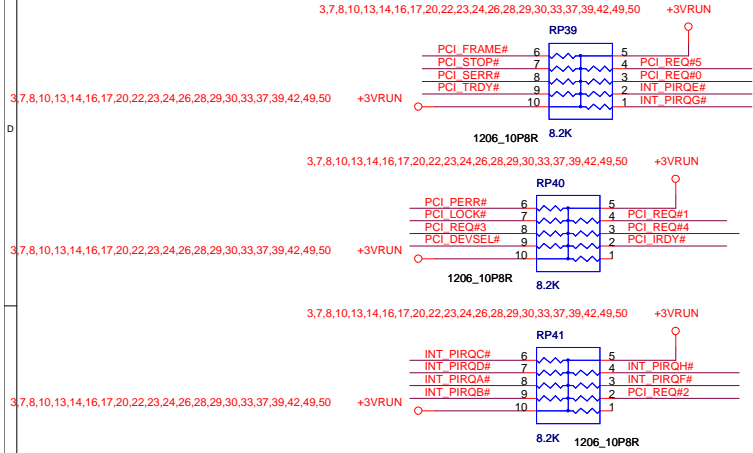 3,7,8,10,13,14,16,17,20,22,23,24,26,28,29,30,33,37,39,42,49,50 +3VRUN
RP39
PCI_FRAME# 6 5
PCI_STOP# 7 4 PCI_REQ#5
PCI_SERR# 8 3 PCI_REQ#0
PCI_TRDY# 9 2 INT_PIRQE#
3,7,8,10,13,14,16,17,20,22,23,24,26,28,29,30,33,37,39,42,49,50 +3VRUN 10 1 INT_PIRQG#
D
1206_10P8R 8.2K
3,7,8,10,13,14,16,17,20,22,23,24,26,28,29,30,33,37,39,42,49,50 +3VRUN
RP40
PCI_PERR# 6 5
PCI_LOCK# 7 4 PCI_REQ#1
PCI_REQ#3 8 3 PCI_REQ#4
PCI_DEVSEL# 9 2 PCI_IRDY#
3,7,8,10,13,14,16,17,20,22,23,24,26,28,29,30,33,37,39,42,49,50 +3VRUN 10 1
1206_10P8R 8.2K
3,7,8,10,13,14,16,17,20,22,23,24,26,28,29,30,33,37,39,42,49,50 +3VRUN
RP41
INT_PIRQC# 6 5
INT_PIRQD# 7 4 INT_PIRQH#
INT_PIRQA# 8 3 INT_PIRQF#
INT_PIRQB# 9 2 PCI_REQ#2
3,7,8,10,13,14,16,17,20,22,23,24,26,28,29,30,33,37,39,42,49,50 +3VRUN 10 1
8.2K 1206_10P8R